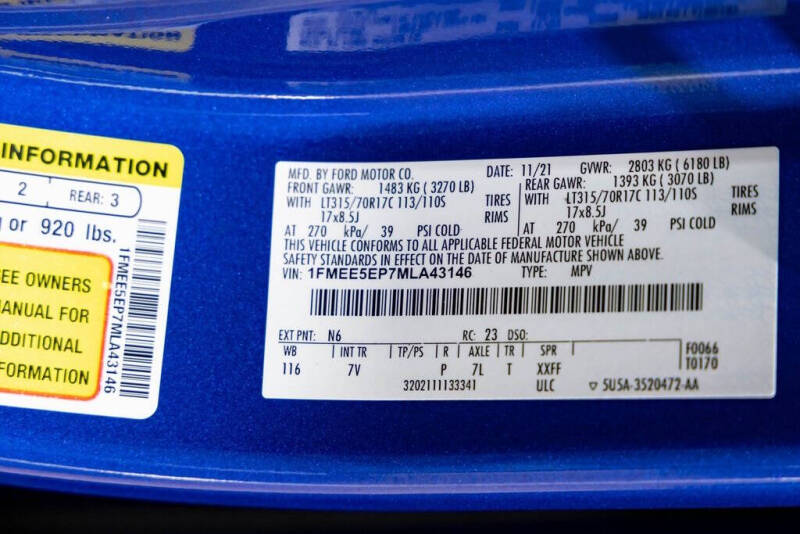 INFORMATION
2 REAR: 3
or 920 lbs.
EE OWNERS
MANUAL FOR
DDITIONAL
FORMATION
1FMEE5EP7MLA43146
MFD. BY FORD MOTOR CO. DATE: 11/21 GVWR: 2803 KG ( 6180 LB)
FRONT GAWR: 1483 KG ( 3270 LB) REAR GAWR: 1393 KG ( 3070 LB)
WITH LT315/70R17C 113/110S TIRES WITH LT315/70R17C 113/110S TIRES
17x8.5J RIMS 17x8.5J RIMS
AT 270 kPa/ 39 PSI COLD AT 270 kPa/ 39 PSI COLD
THIS VEHICLE CONFORMS TO ALL APPLICABLE FEDERAL MOTOR VEHICLE
SAFETY STANDARDS IN EFFECT ON THE DATE OF MANUFACTURE SHOWN ABOVE.
VIN: 1FMEE5EP7MLA43146 TYPE: MPV
EXT PNT: N6 RC: 23 DSO:
WB INT TR TP/PS R AXLE TR SPR F0066
116 7V P 7L T XXFF T0170
3202111133341 ULC ▽ 5U5A-3520472-AA